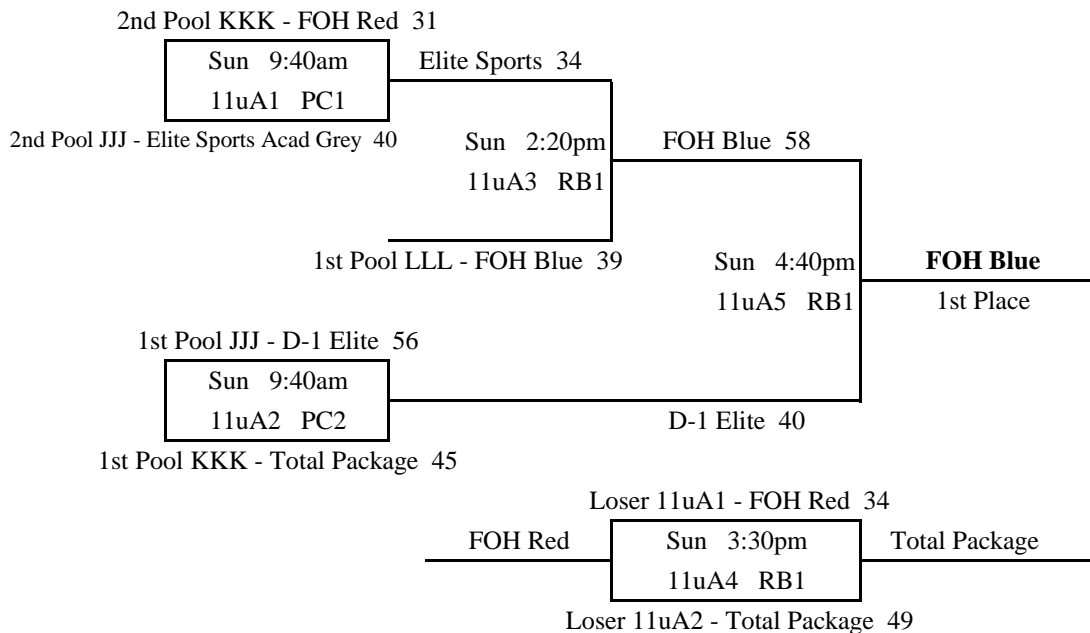 2nd Pool KKK - FOH Red 31
Sun 9:40am
11uA1 PC1
2nd Pool JJJ - Elite Sports Acad Grey 40
Elite Sports 34
Sun 2:20pm
11uA3 RB1
1st Pool LLL - FOH Blue 39
FOH Blue 58
Sun 4:40pm
11uA5 RB1
FOH Blue
1st Place
1st Pool JJJ - D-1 Elite 56
Sun 9:40am
11uA2 PC2
1st Pool KKK - Total Package 45
D-1 Elite 40
Loser 11uA1 - FOH Red 34
FOH Red
Sun 3:30pm
11uA4 RB1
Total Package
Loser 11uA2 - Total Package 49